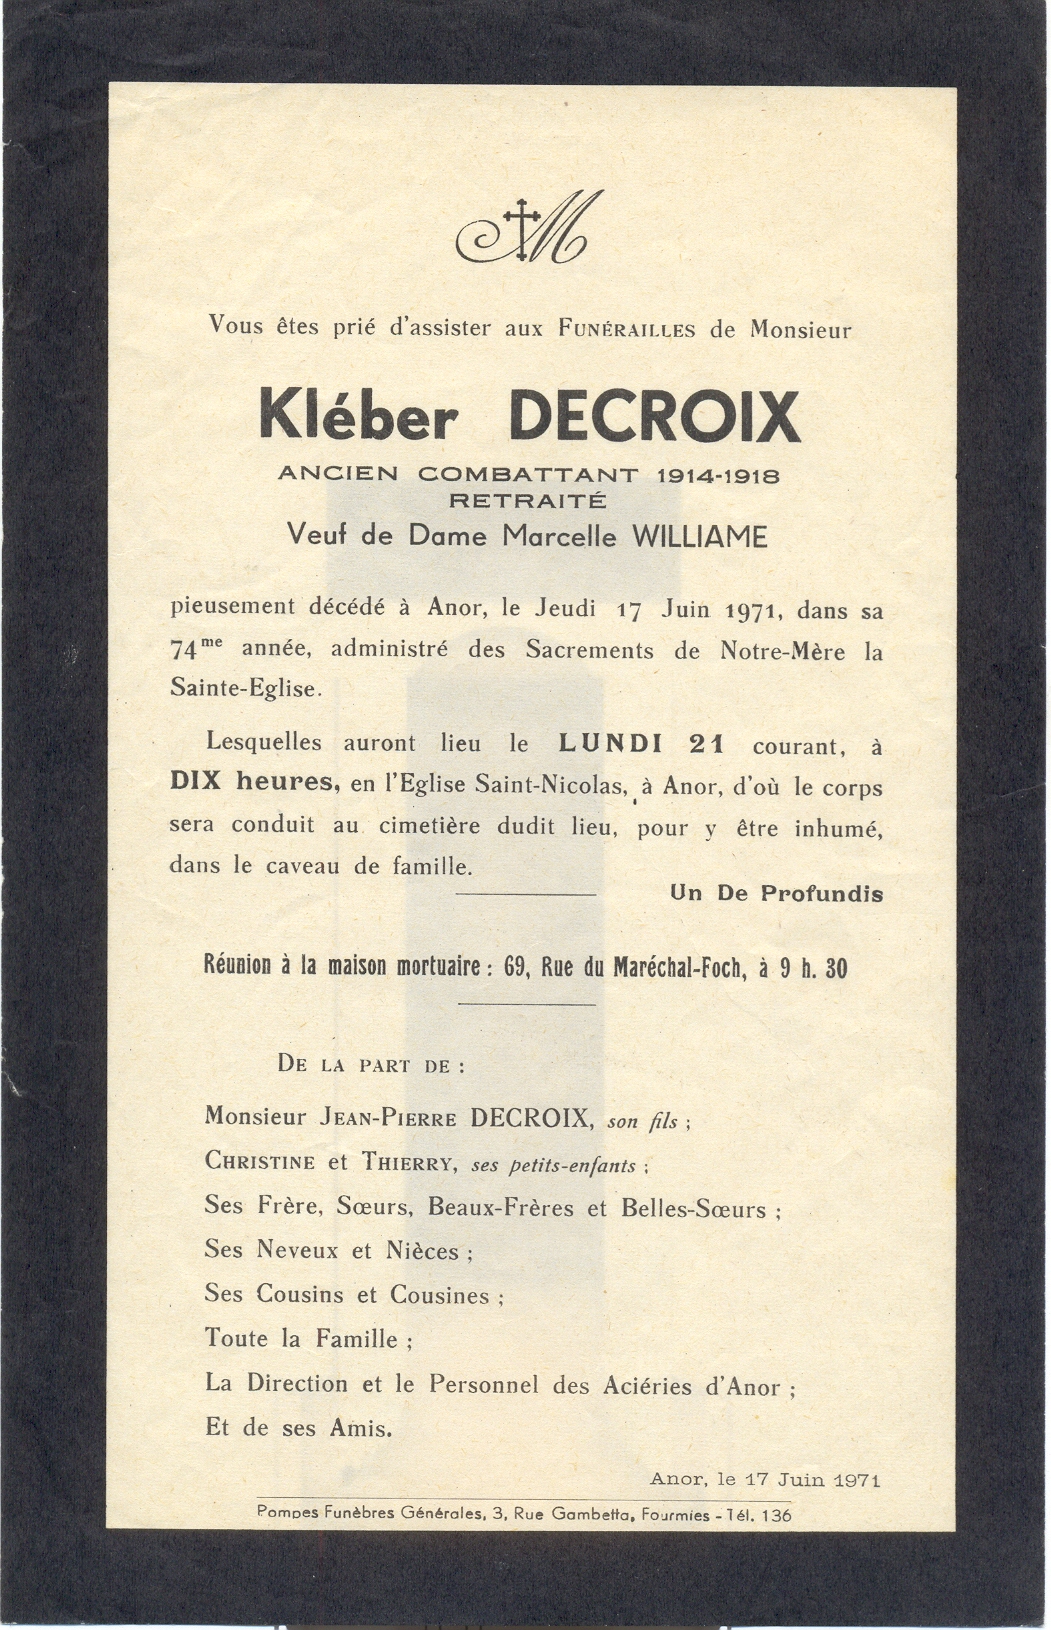 M
Vous êtes prié d'assister aux FUNÉRAILLES de Monsieur
Kléber DECROIX
ANCIEN COMBATTANT 1914-1918
RETRAITÉ
Veuf de Dame Marcelle WILLIAME
pieusement décédé à Anor, le Jeudi 17 Juin 1971, dans sa
74me année, administré des Sacrements de Notre-Mère la
Sainte-Eglise.
Lesquelles auront lieu le LUNDI 21 courant, à
DIX heures, en l'Eglise Saint-Nicolas, à Anor, d'où le corps
sera conduit au cimetière dudit lieu, pour y être inhumé,
dans le caveau de famille.
Un De Profundis
Réunion à la maison mortuaire : 69, Rue du Maréchal-Foch, à 9 h. 30
DE LA PART DE :
Monsieur JEAN-PIERRE DECROIX, son fils ;
CHRISTINE et THIERRY, ses petits-enfants ;
Ses Frère, Sœurs, Beaux-Frères et Belles-Sœurs ;
Ses Neveux et Nièces ;
Ses Cousins et Cousines ;
Toute la Famille ;
La Direction et le Personnel des Aciéries d'Anor ;
Et de ses Amis.
Anor, le 17 Juin 1971
Pompes Funèbres Générales, 3, Rue Gambetta, Fourmies - Tél. 136